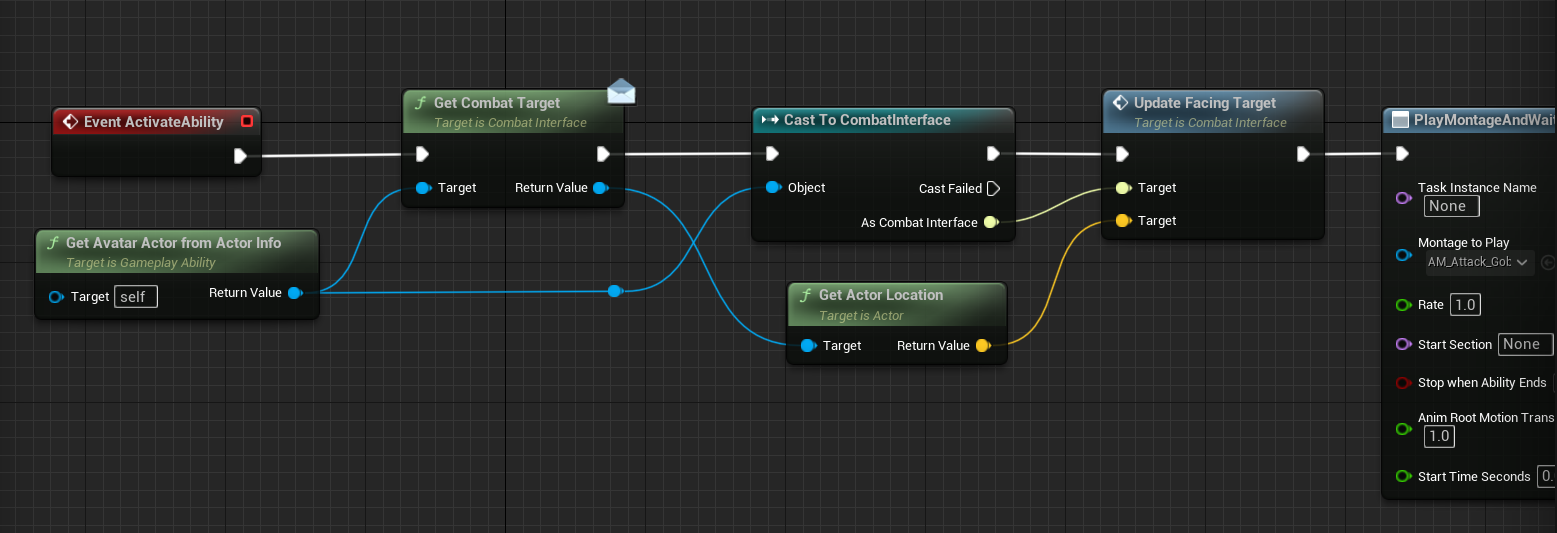 Event ActivateAbility
Get Combat Target
Target is Combat Interface
Target
Return Value
Get Avatar Actor from Actor Info
Target is Gameplay Ability
Target
self
Return Value
Cast To CombatInterface
Object
Cast Failed
As Combat Interface
Get Actor Location
Target is Actor
Target
Return Value
Update Facing Target
Target is Combat Interface
Target
Target
PlayMontageAndWait
Task Instance Name
None
Montage to Play
AM_Attack_Gob
Rate
1.0
Start Section
None
Stop when Ability Ends
Anim Root Motion Trans
1.0
Start Time Seconds
0.